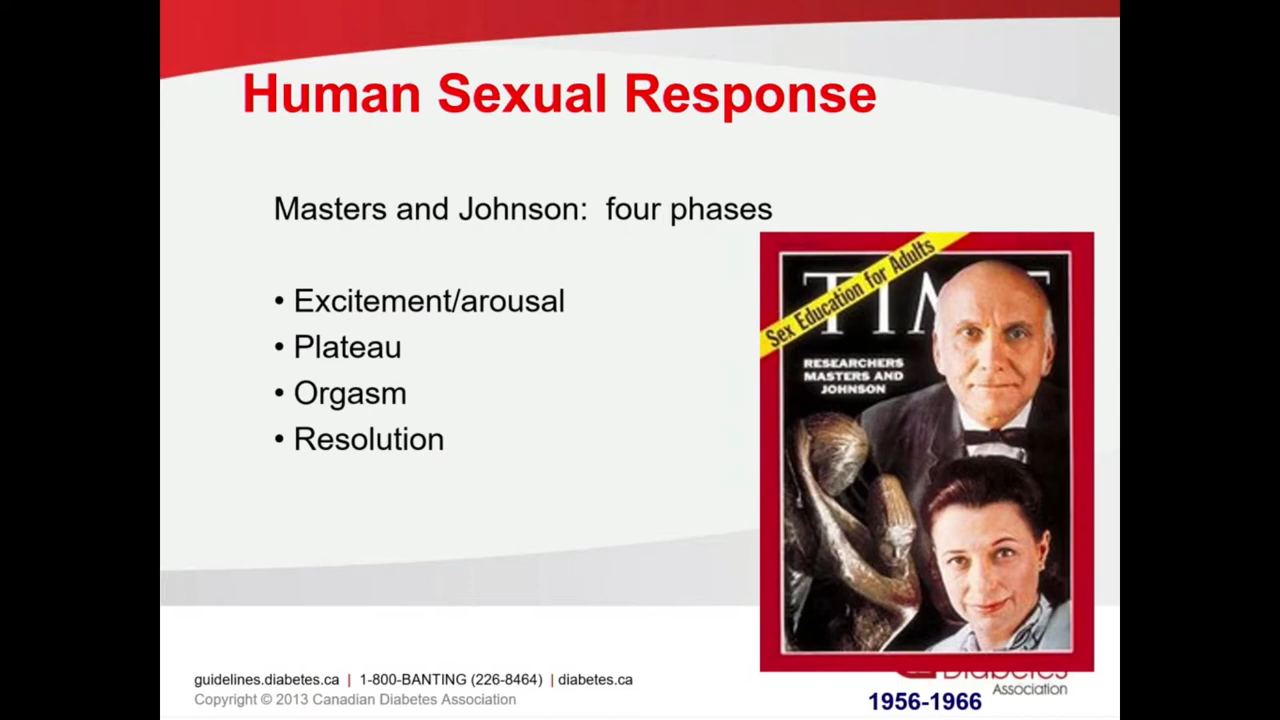 Human Sexual Response
Masters and Johnson: four phases
• Excitement/arousal
• Plateau
• Orgasm
• Resolution
Sex Education for Adults
TIME
RESEARCHERS
MASTERS AND
JOHNSON
guidelines.diabetes.ca | 1-800-BANTING (226-8464) | diabetes.ca
Copyright © 2013 Canadian Diabetes Association
Diabetes
Association
1956-1966